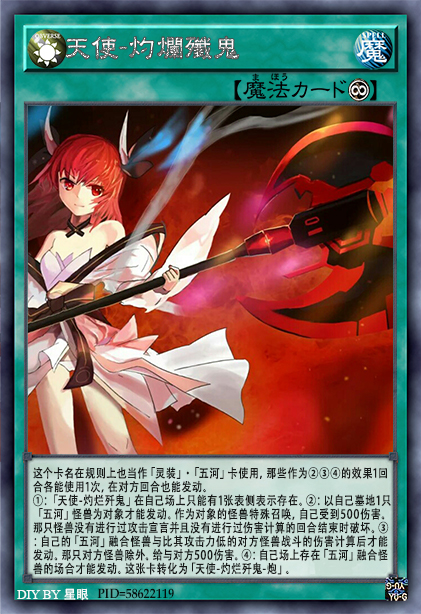 OBVERSE
天使-灼爛殲鬼
SPELL
魔
まほう
【魔法カード】
这个卡名在规则上也当作「灵装」·「五河」卡使用，那些作为②③④的效果1回
合各能使用1次，在对方回合也能发动。
①：「天使-灼烂歼鬼」在自己场上只能有1张表侧表示存在。②：以自己墓地1只
「五河」怪兽为对象才能发动。作为对象的怪兽特殊召唤，自己受到500伤害。
那只怪兽没有进行过攻击宣言并且没有进行过伤害计算的回合结束时破坏。③
：自己的「五河」融合怪兽与比其攻击力低的对方怪兽战斗的伤害计算后才能
发动。那只对方怪兽除外，给与对方500伤害。④：自己场上存在「五河」融合怪
兽的场合才能发动。这张卡转化为「天使-灼烂歼鬼-炮」。
DIY BY 星眼 PID=58622119